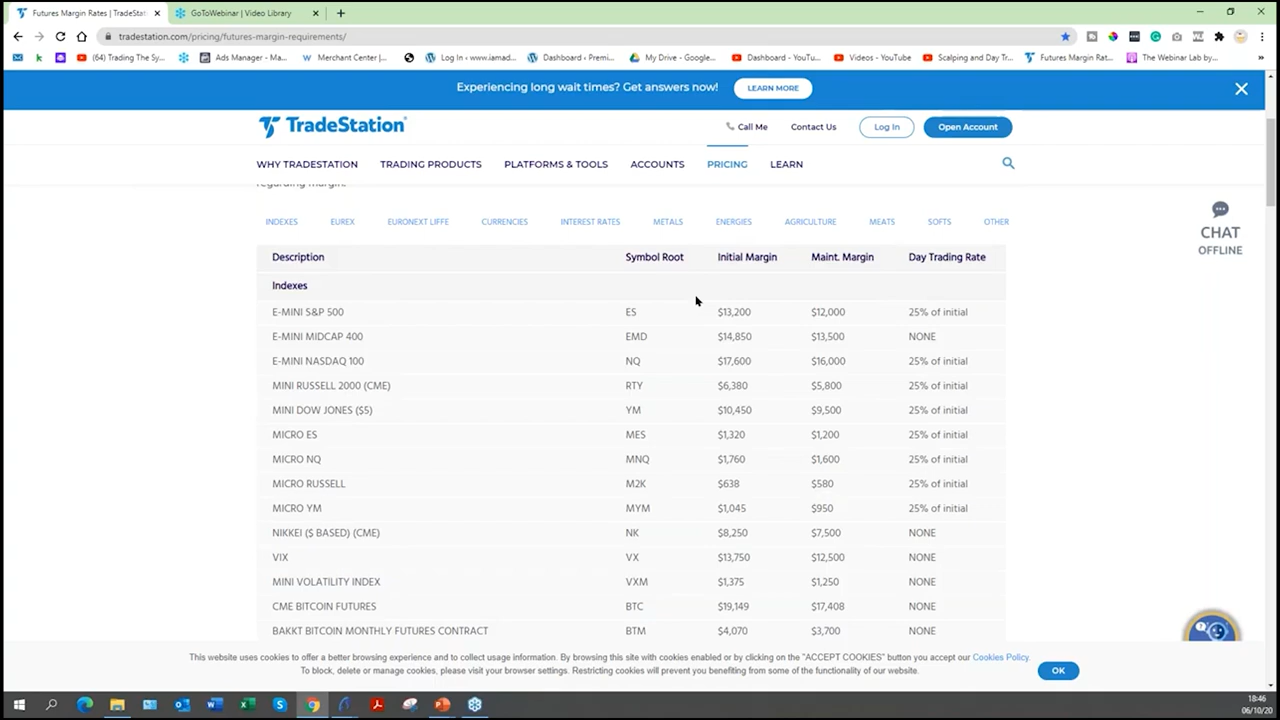 Futures Margin Rates | TradeStat
GoToWebinar | Video Library
tradestation.com/pricing/futures-margin-requirements/
(64) Trading The Sy...
Ads Manager - Ma...
Merchant Center |...
Log In ‹ www.iamad...
Dashboard ‹ Premi...
My Drive - Google...
Dashboard - YouTu...
Videos - YouTube
Scalping and Day Tr...
Futures Margin Rat...
The Webinar Lab by...
»
Experiencing long wait times? Get answers now!
LEARN MORE
TradeStation
Call Me
Contact Us
Log In
Open Account
WHY TRADESTATION TRADING PRODUCTS PLATFORMS & TOOLS ACCOUNTS PRICING LEARN
regarding margin.
INDEXES EUREX EURONEXT LIFFE CURRENCIES INTEREST RATES METALS ENERGIES AGRICULTURE MEATS SOFTS OTHER
CHAT
OFFLINE
Description Symbol Root Initial Margin Maint. Margin Day Trading Rate
Indexes
E-MINI S&P 500 ES $13,200 $12,000 25% of initial
E-MINI MIDCAP 400 EMD $14,850 $13,500 NONE
E-MINI NASDAQ 100 NQ $17,600 $16,000 25% of initial
MINI RUSSELL 2000 (CME) RTY $6,380 $5,800 25% of initial
MINI DOW JONES ($5) YM $10,450 $9,500 25% of initial
MICRO ES MES $1,320 $1,200 25% of initial
MICRO NQ MNQ $1,760 $1,600 25% of initial
MICRO RUSSELL M2K $638 $580 25% of initial
MICRO YM MYM $1,045 $950 25% of initial
NIKKEI ($ BASED) (CME) NK $8,250 $7,500 NONE
VIX VX $13,750 $12,500 NONE
MINI VOLATILITY INDEX VXM $1,375 $1,250 NONE
CME BITCOIN FUTURES BTC $19,149 $17,408 NONE
BAKKT BITCOIN MONTHLY FUTURES CONTRACT BTM $4,070 $3,700 NONE
This website uses cookies to offer a better browsing experience and to collect usage information. By browsing this site with cookies enabled or by clicking on the "ACCEPT COOKIES" button you accept our Cookies Policy.
To block, delete or manage cookies, please visit your browser settings. Restricting cookies will prevent you benefiting from some of the functionality of our website.
OK
18:46
06/10/20